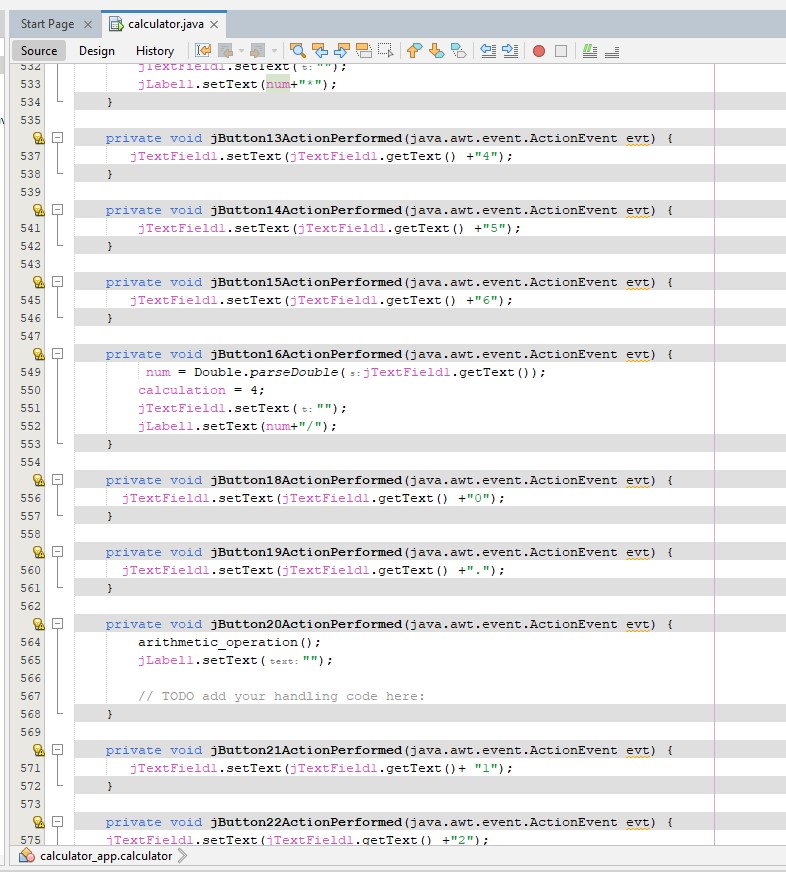 Start Page calculator.java
Source Design History
532 jTextField1.setText(t:"");
533 jLabel1.setText(num+"*");
534 }
535
private void jButton13ActionPerformed(java.awt.event.ActionEvent evt) {
537 jTextField1.setText(jTextField1.getText() +"4");
538 }
539
private void jButton14ActionPerformed(java.awt.event.ActionEvent evt) {
541 jTextField1.setText(jTextField1.getText() +"5");
542 }
543
private void jButton15ActionPerformed(java.awt.event.ActionEvent evt) {
545 jTextField1.setText(jTextField1.getText() +"6");
546 }
547
private void jButton16ActionPerformed(java.awt.event.ActionEvent evt) {
549 num = Double.parseDouble(s:jTextField1.getText());
550 calculation = 4;
551 jTextField1.setText(t:"");
552 jLabel1.setText(num+"/");
553 }
554
private void jButton18ActionPerformed(java.awt.event.ActionEvent evt) {
556 jTextField1.setText(jTextField1.getText() +"0");
557 }
558
private void jButton19ActionPerformed(java.awt.event.ActionEvent evt) {
560 jTextField1.setText(jTextField1.getText() +".");
561 }
562
private void jButton20ActionPerformed(java.awt.event.ActionEvent evt) {
564 arithmetic_operation();
565 jLabel1.setText(text:"");
566
567 // TODO add your handling code here:
568 }
569
private void jButton21ActionPerformed(java.awt.event.ActionEvent evt) {
571 jTextField1.setText(jTextField1.getText()+ "1");
572 }
573
private void jButton22ActionPerformed(java.awt.event.ActionEvent evt) {
575 jTextField1.setText(jTextField1.getText() +"2");
calculator_app.calculator